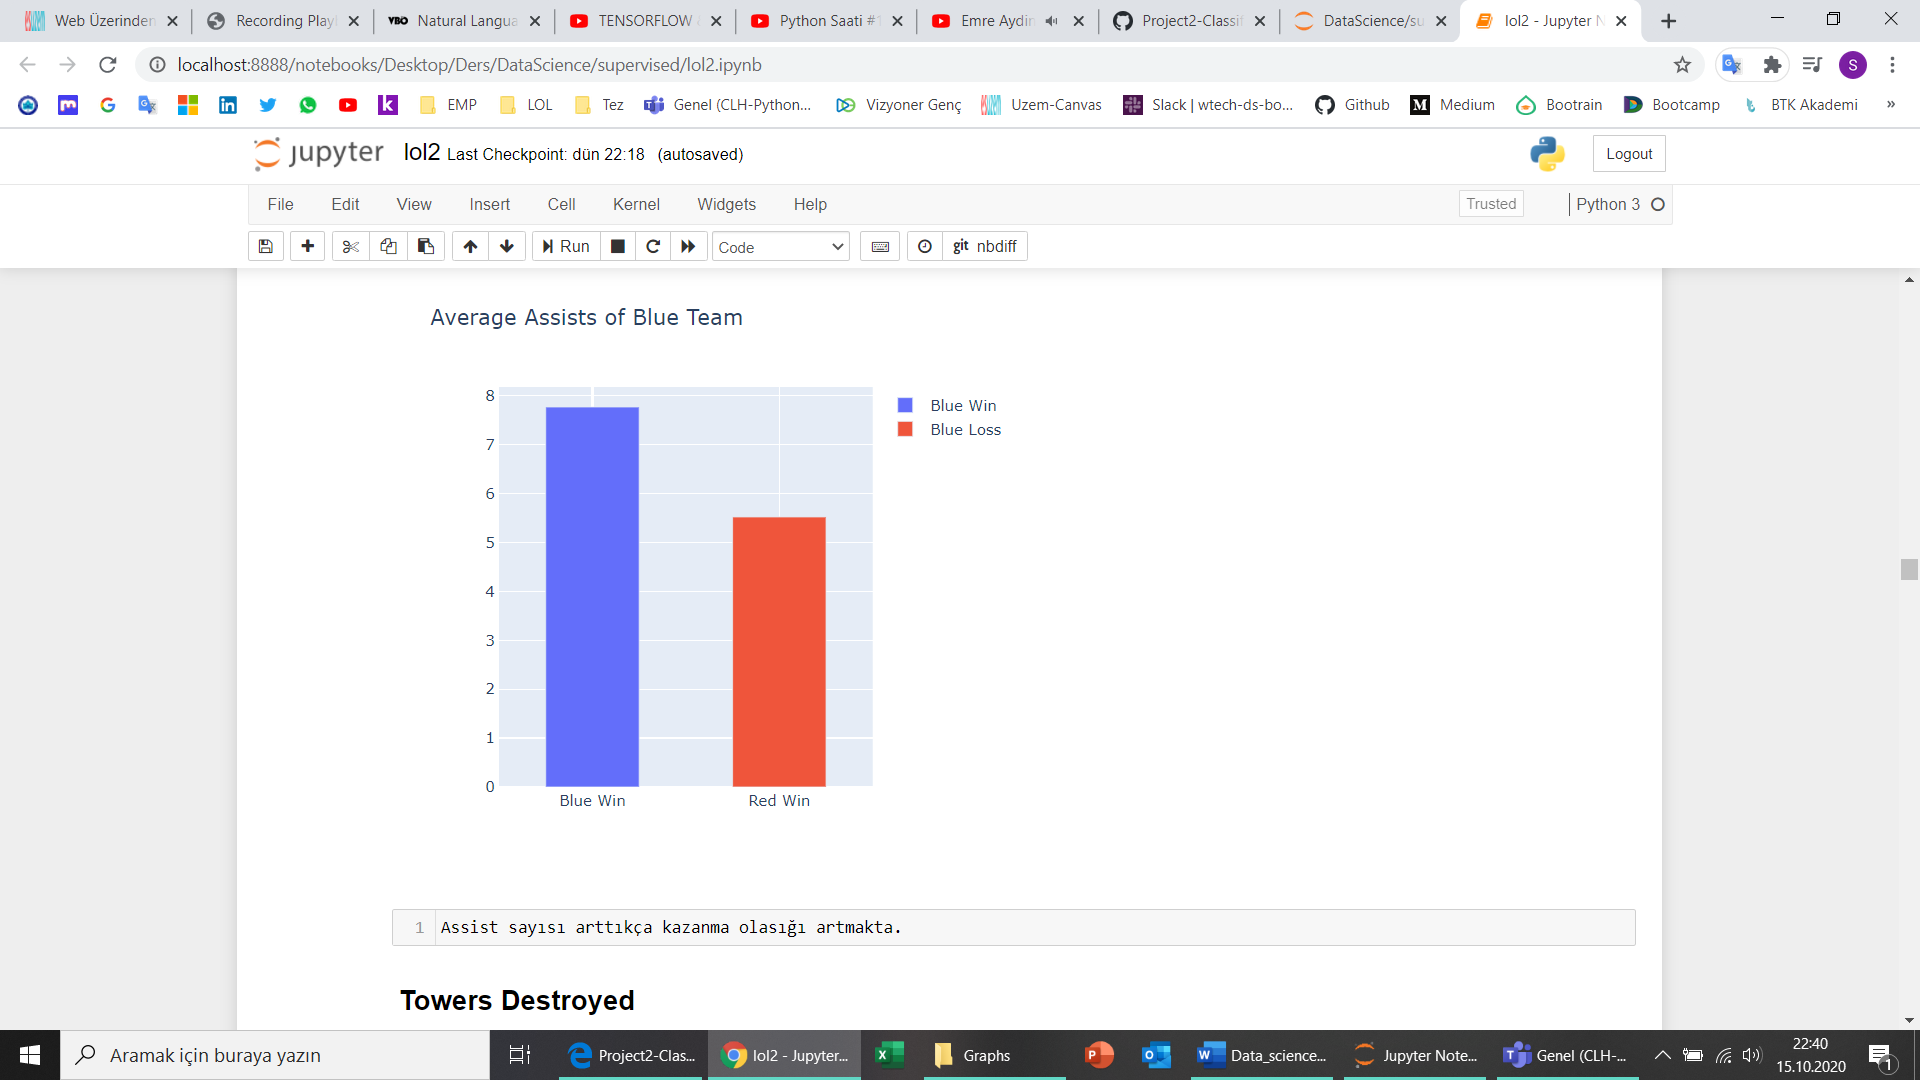 Web Üzerinden
Recording Play
VBO Natural Langua
TENSORFLOW
Python Saati #
Emre Aydin
Project2-Classif
DataScience/su
lol2 - Jupyter N
localhost:8888/notebooks/Desktop/Ders/DataScience/supervised/lol2.ipynb
S
EMP
LOL
Tez
Genel (CLH-Python...
Vizyoner Genç
Uzem-Canvas
Slack | wtech-ds-bo...
Github
Medium
Bootrain
Bootcamp
BTK Akademi
»
jupyter lol2 Last Checkpoint: dün 22:18 (autosaved)
Logout
File Edit View Insert Cell Kernel Widgets Help
Trusted
Python 3
Run
Code
git nbdiff
Average Assists of Blue Team
8
7
6
5
4
3
2
1
0
Blue Win
Red Win
Blue Win
Blue Loss
1 Assist sayısı arttıkça kazanma olasığı artmakta.
Towers Destroyed
Aramak için buraya yazın
Project2-Clas...
lol2 - Jupyter...
Graphs
Data_science...
Jupyter Note...
Genel (CLH-...
22:40
15.10.2020
1